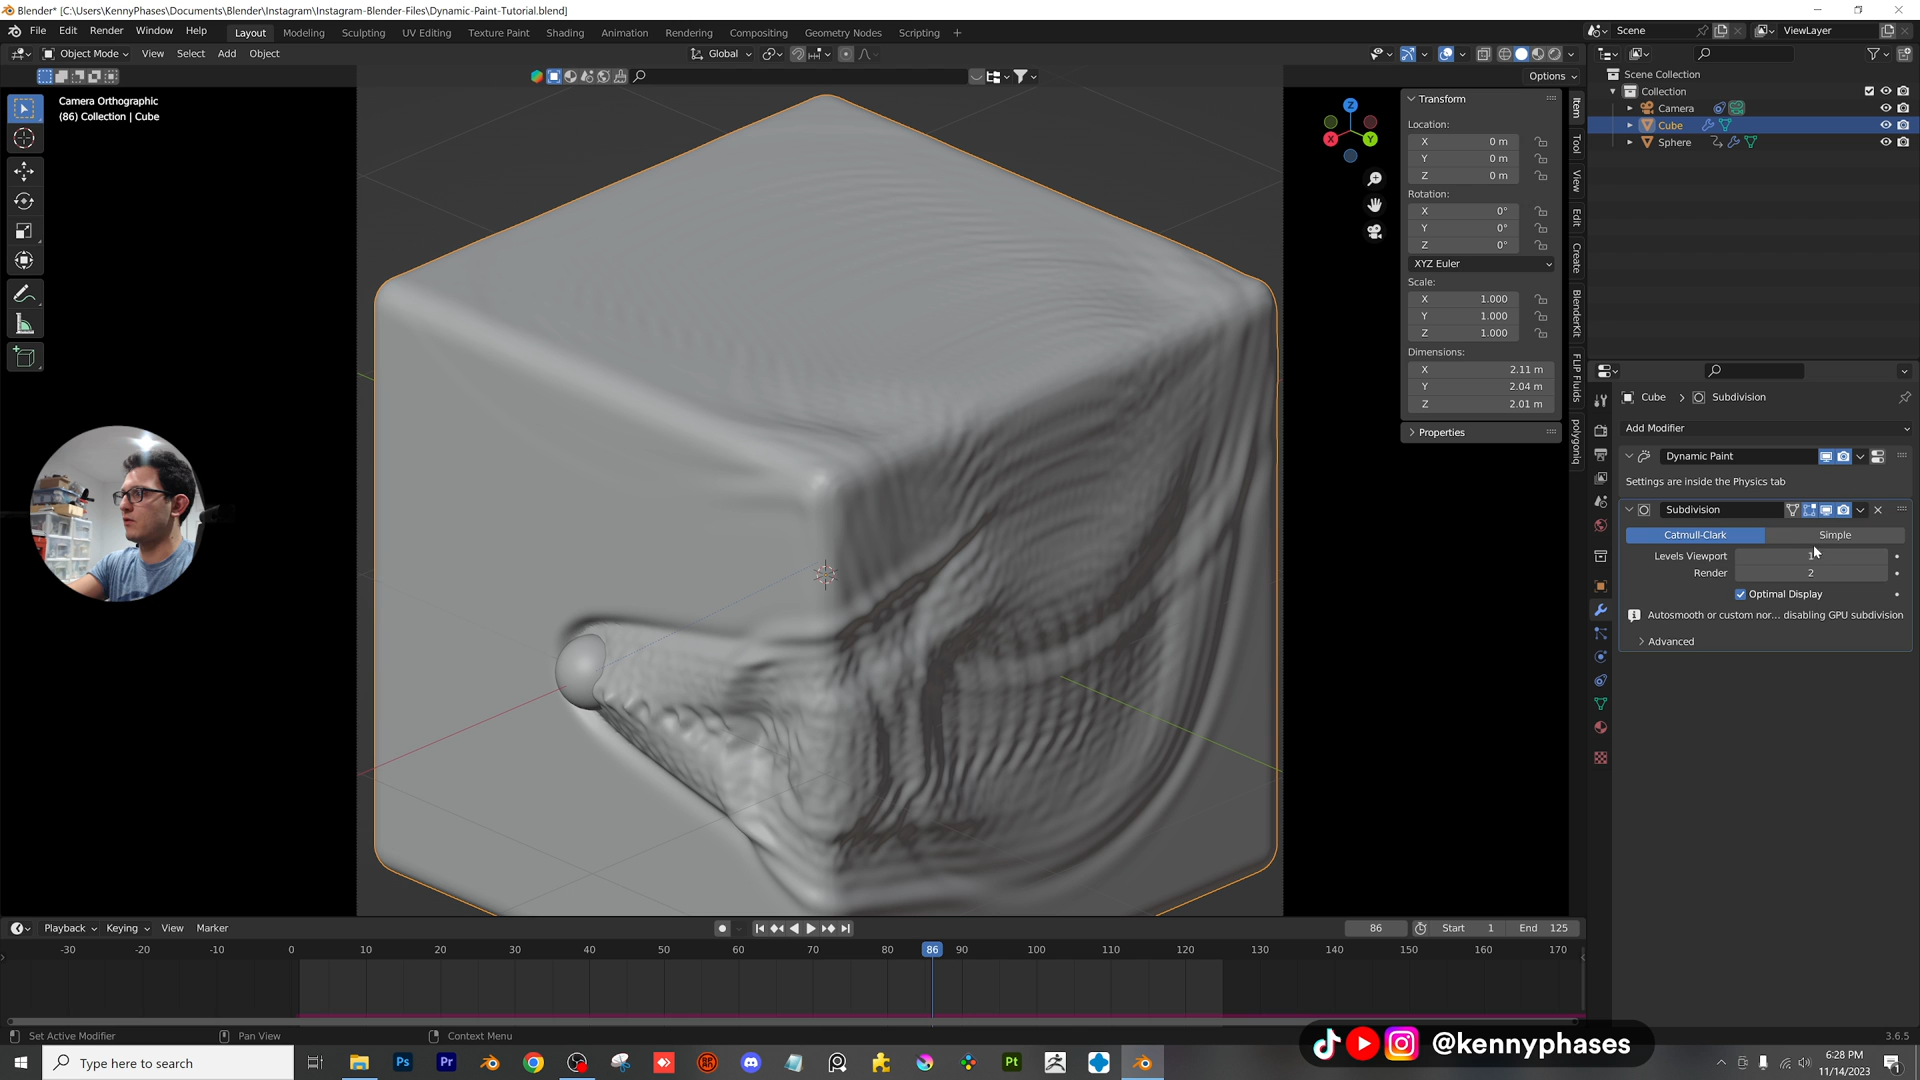 Blender* [C:\Users\KennyPhases\Documents\Blender\Instagram\Instagram-Blender-Files\Dynamic-Paint-Tutorial.blend]
File Edit Render Window Help Layout Modeling Sculpting UV Editing Texture Paint Shading Animation Rendering Compositing Geometry Nodes Scripting + Scene ViewLayer
Object Mode View Select Add Object Global
Options
Camera Orthographic
(86) Collection | Cube
Transform
Location:
X 0 m
Y 0 m
Z 0 m
Rotation:
X 0°
Y 0°
Z 0°
XYZ Euler
Scale:
X 1.000
Y 1.000
Z 1.000
Dimensions:
X 2.11 m
Y 2.04 m
Z 2.01 m
Properties
Z
X
Y
Item
Tool
View
Edit
Create
BlenderKit
FLIP Fluids
polygoniq
Scene Collection
Collection
Camera
Cube
Sphere
Cube > Subdivision
Add Modifier
Dynamic Paint
Settings are inside the Physics tab
Subdivision
Catmull-Clark Simple
Levels Viewport 1
Render 2
Optimal Display
Autosmooth or custom nor... disabling GPU subdivision
Advanced
Playback Keying View Marker 86 Start 1 End 125
-30 -20 -10 0 10 20 30 40 50 60 70 80 86 90 100 110 120 130 140 150 160 170
Set Active Modifier Pan View Context Menu 3.6.5
@kennyphases
Type here to search
Ps
Pr
Pt
6:28 PM
11/14/2023
1